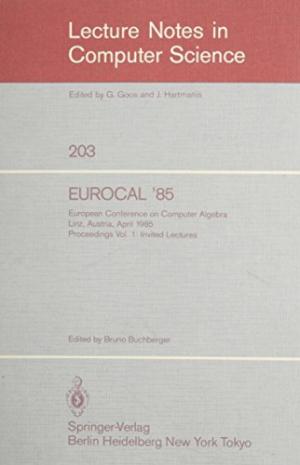 Lecture Notes in
Computer Science
Edited by G. Goos and J. Hartmanis
203
EUROCAL '85
European Conference on Computer Algebra
Linz, Austria, April 1985
Proceedings Vol. 1: Invited Lectures
Edited by Bruno Buchberger
Springer-Verlag
Berlin Heidelberg New York Tokyo